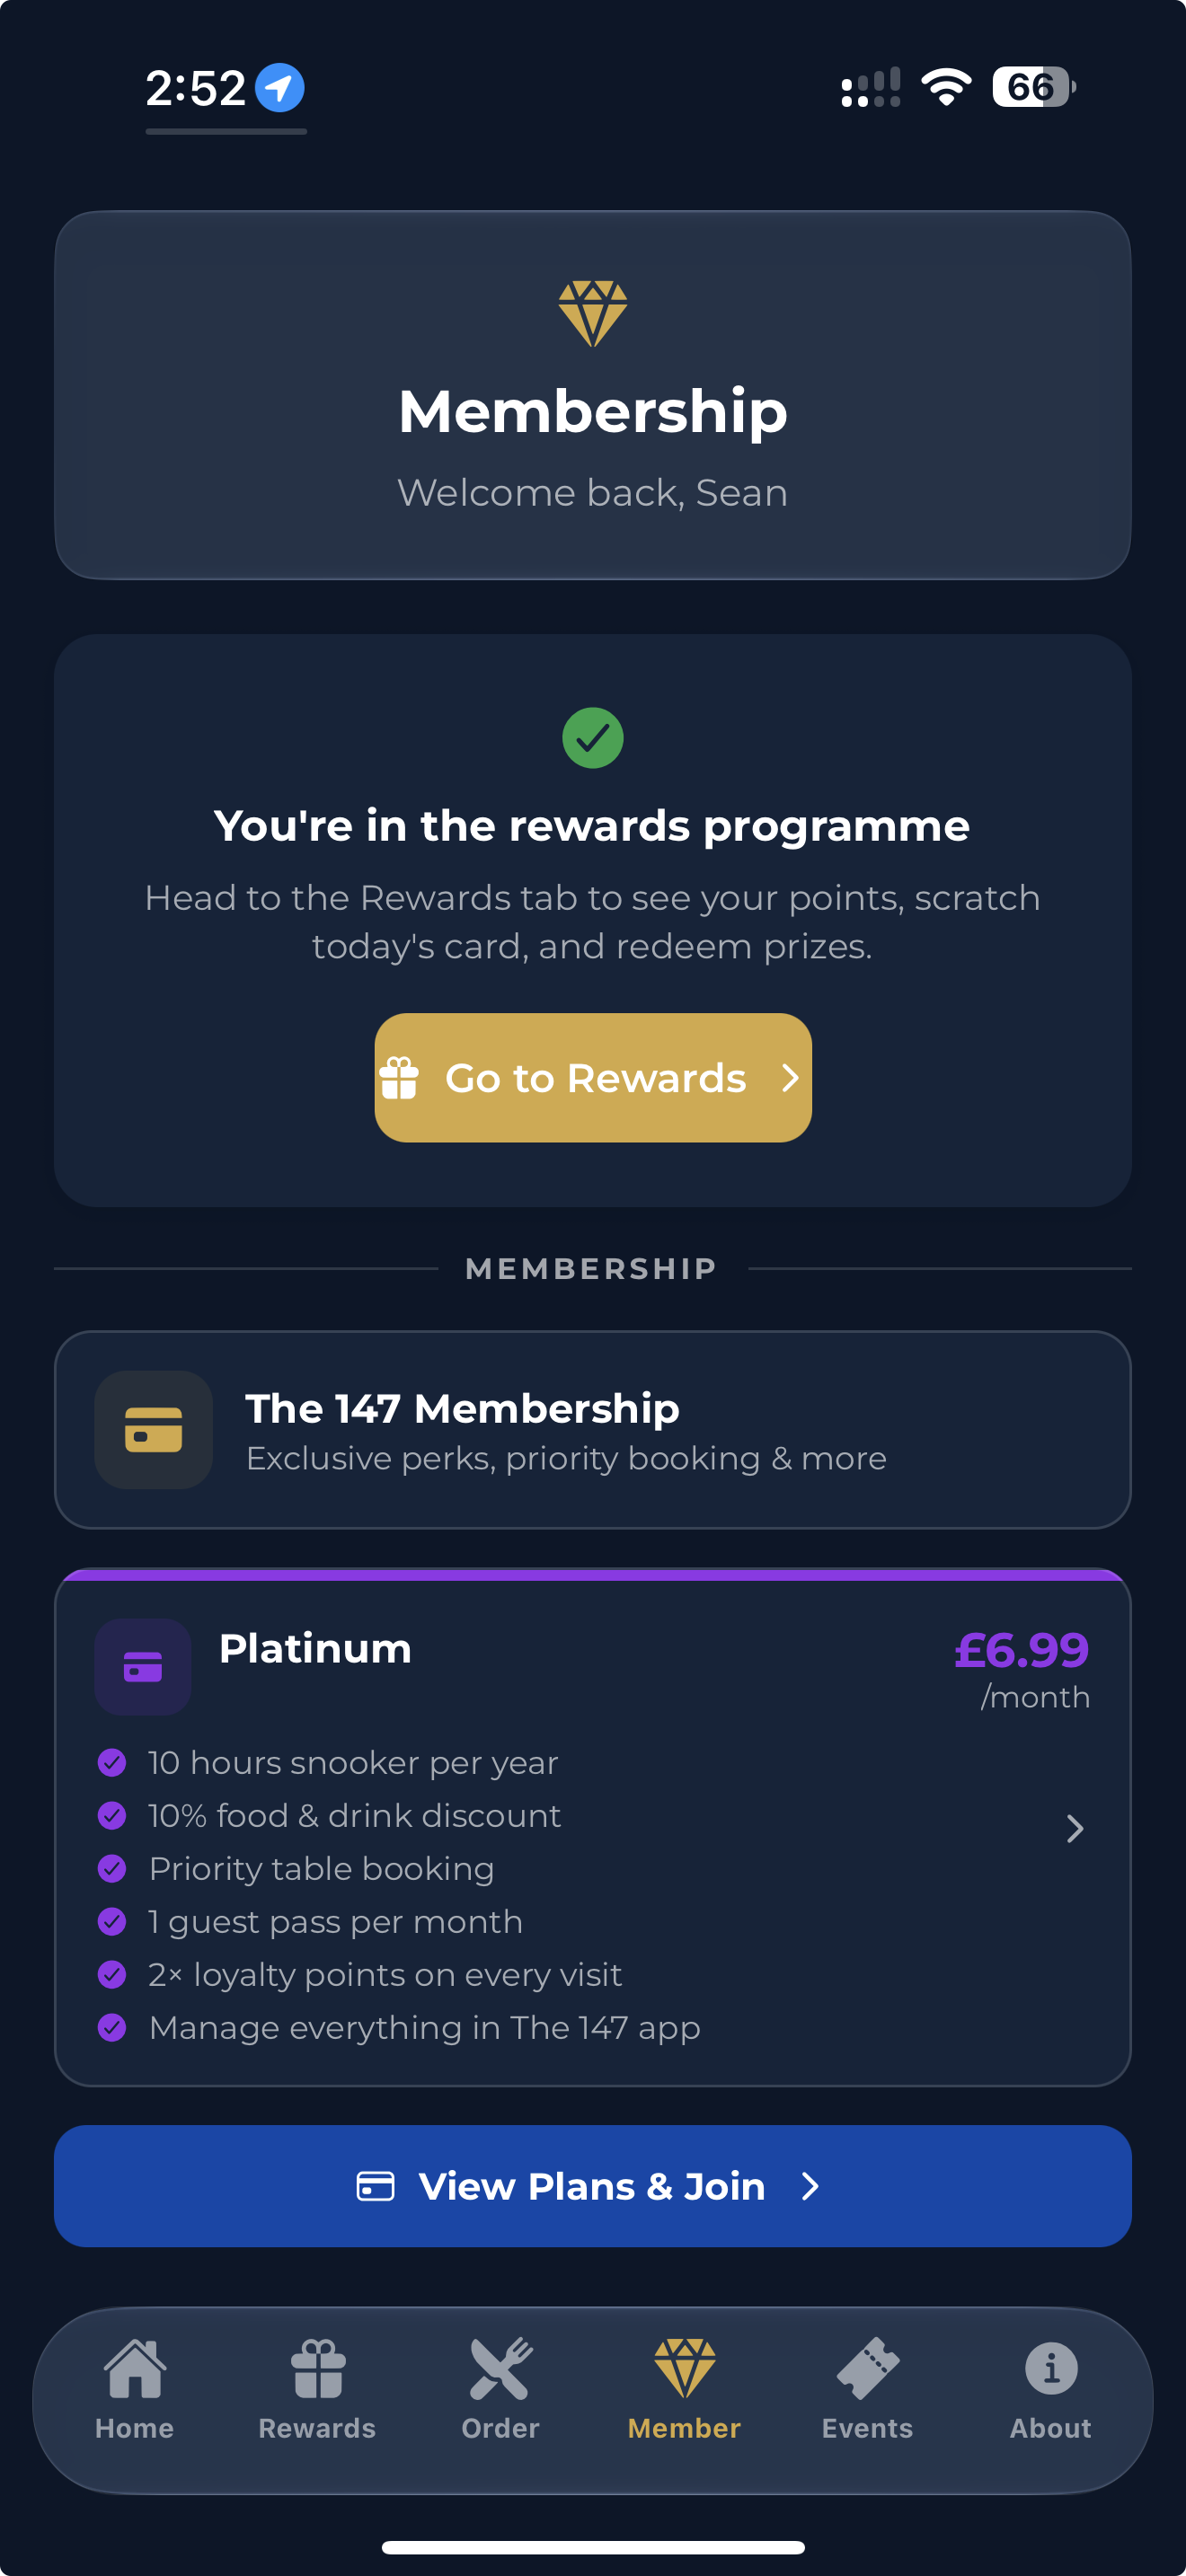 2:52
66
Membership
Welcome back, Sean
You're in the rewards programme
Head to the Rewards tab to see your points, scratch
today's card, and redeem prizes.
Go to Rewards
MEMBERSHIP
The 147 Membership
Exclusive perks, priority booking & more
Platinum
£6.99
/month
10 hours snooker per year
10% food & drink discount
Priority table booking
1 guest pass per month
2× loyalty points on every visit
Manage everything in The 147 app
View Plans & Join
Home
Rewards
Order
Member
Events
About